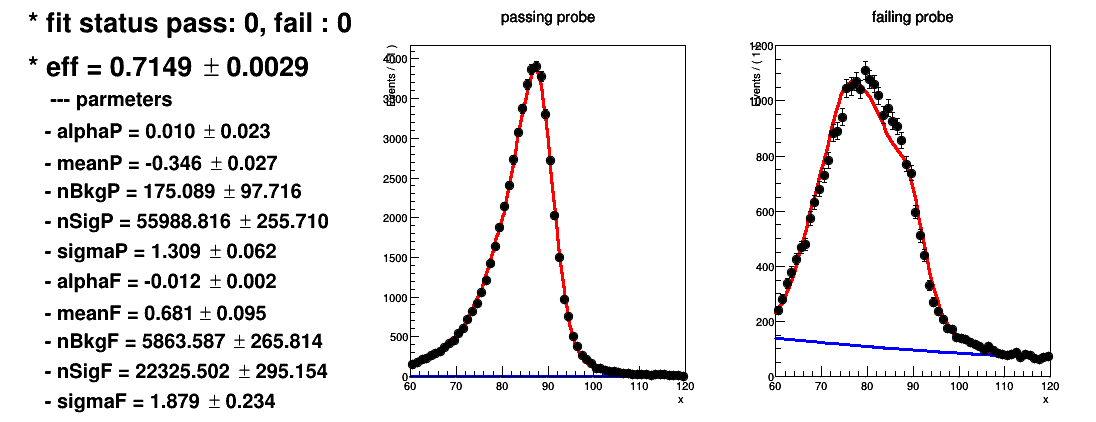 * fit status pass: 0, fail : 0
* eff = 0.7149 ± 0.0029
--- parmeters
- alphaP = 0.010 ± 0.023
- meanP = -0.346 ± 0.027
- nBkgP = 175.089 ± 97.716
- nSigP = 55988.816 ± 255.710
- sigmaP = 1.309 ± 0.062
- alphaF = -0.012 ± 0.002
- meanF = 0.681 ± 0.095
- nBkgF = 5863.587 ± 265.814
- nSigF = 22325.502 ± 295.154
- sigmaF = 1.879 ± 0.234
passing probe
4000
3500
3000
2500
2000
1500
1000
500
0
60 70 80 90 100 110 120
x
failing probe
1200
1000
800
600
400
200
0
60 70 80 90 100 110 120
x